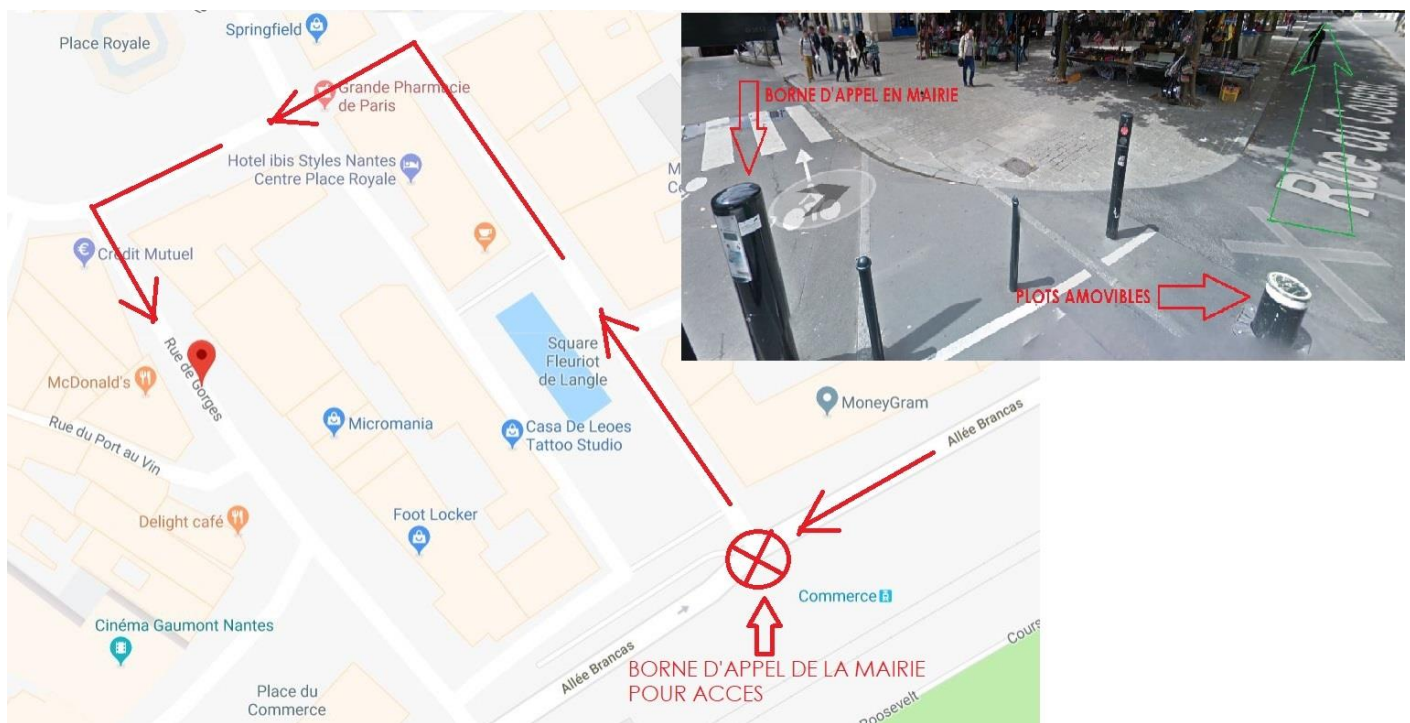 Place Royale
Springfield
Grande Pharmacie
de Paris
Hotel ibis Styles Nantes
Centre Place Royale
Crédit Mutuel
McDonald's
Rue de Gorges
Rue du Port au Vin
Micromania
Square
Fleuriot
de Langle
Casa De Leoes
Tattoo Studio
MoneyGram
Allée Brancas
Delight café
Foot Locker
Commerce
Cinéma Gaumont Nantes
Allée Brancas
Place du
Commerce
BORNE D'APPEL DE LA MAIRIE
POUR ACCES
Cours
Roosevelt
BORNE D'APPEL EN MAIRIE
PLOTS AMOVIBLES